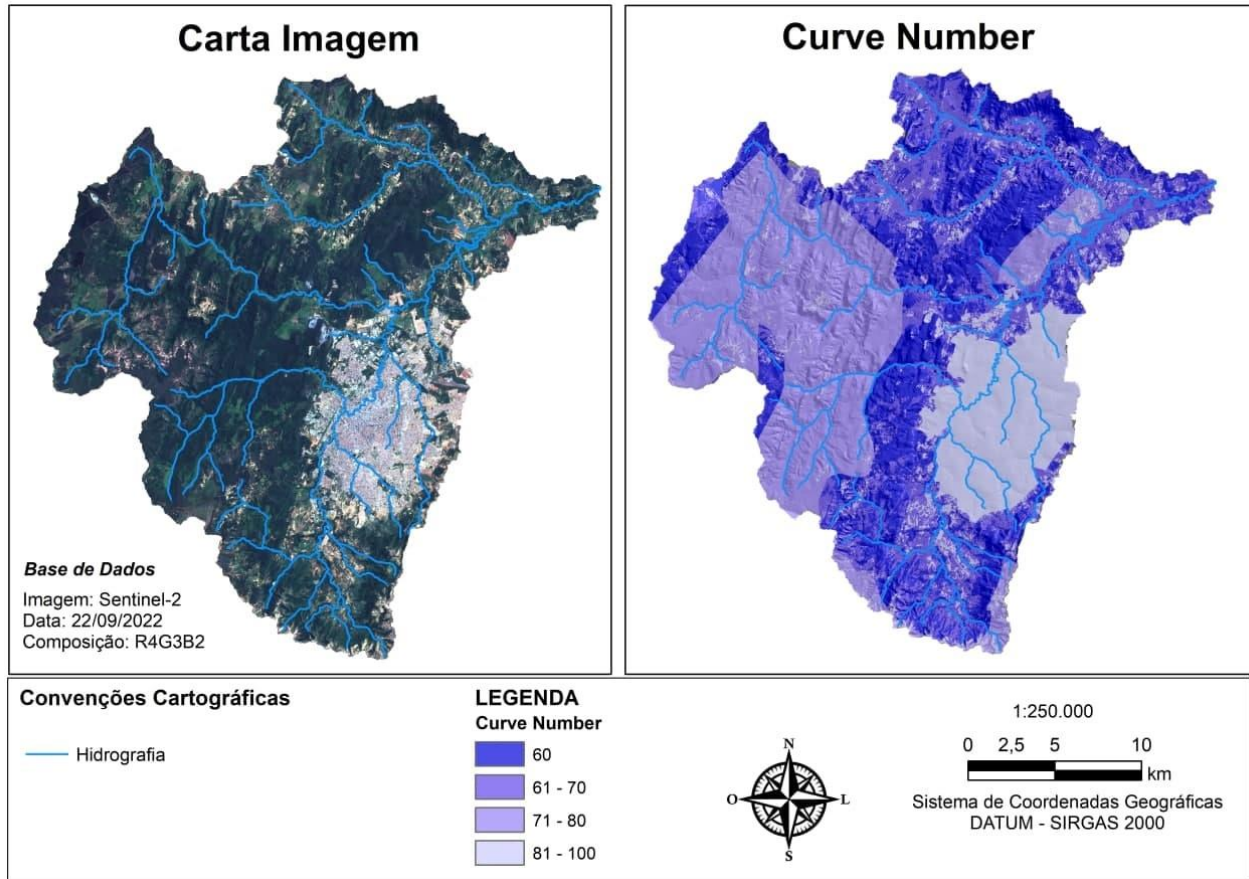 Carta Imagem
Base de Dados
Imagem: Sentinel-2
Data: 22/09/2022
Composição: R4G3B2
Curve Number
Convenções Cartográficas
Hidrografia
LEGENDA
Curve Number
60
61 - 70
71 - 80
81 - 100
N
O L
S
1:250.000
0 2,5 5 10
km
Sistema de Coordenadas Geográficas
DATUM - SIRGAS 2000